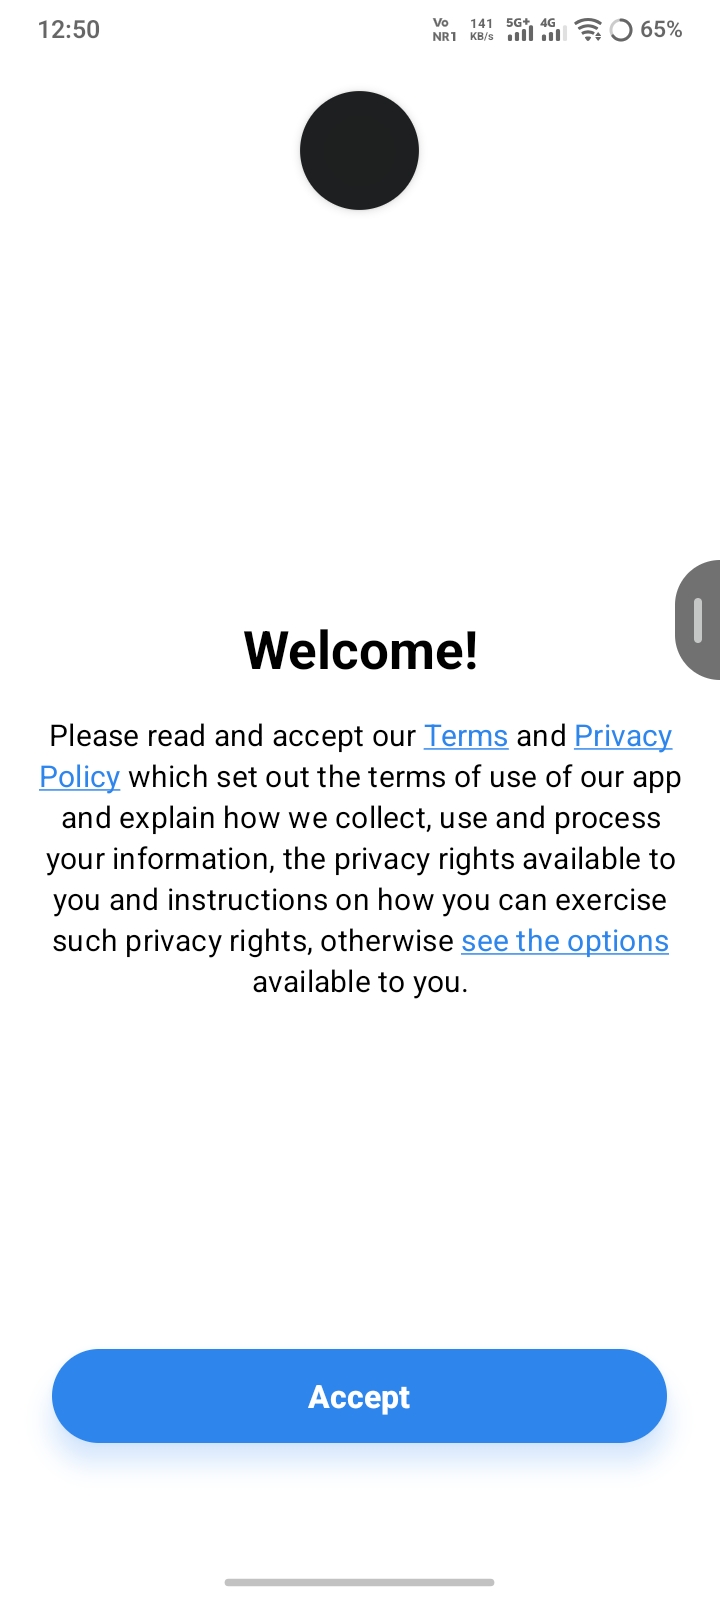 12:50
Vo NR1 141 KB/s 5G+ 4G 65%
Welcome!
Please read and accept our Terms and Privacy
Policy which set out the terms of use of our app
and explain how we collect, use and process
your information, the privacy rights available to
you and instructions on how you can exercise
such privacy rights, otherwise see the options
available to you.
Accept